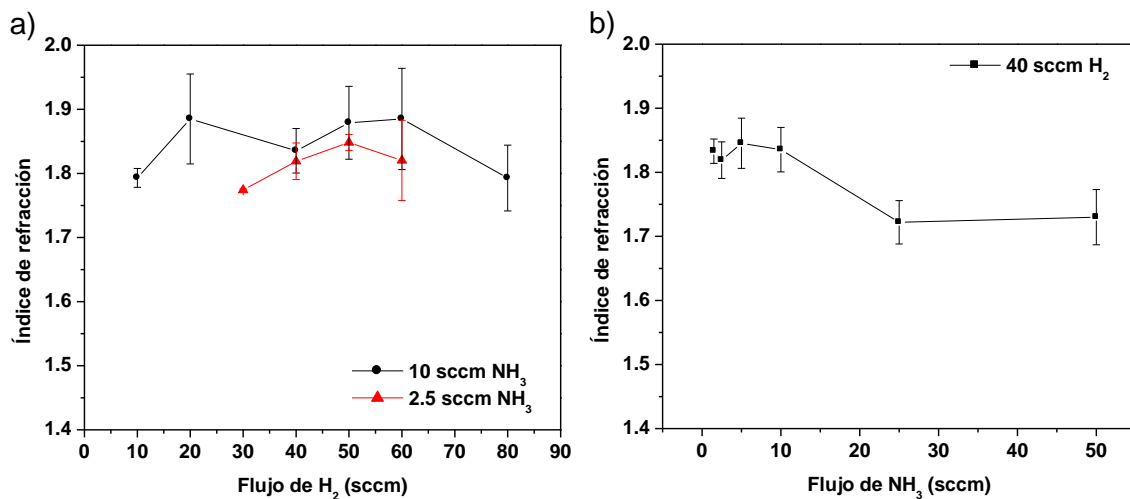 a)
2.0
1.9
1.8
1.7
1.6
1.5
1.4
Índice de refracción
0 10 20 30 40 50 60 70 80 90
Flujo de H₂ (sccm)
10 sccm NH₃
2.5 sccm NH₃
b)
2.0
1.9
1.8
1.7
1.6
1.5
1.4
Índice de refracción
0 10 20 30 40 50
Flujo de NH₃ (sccm)
40 sccm H₂